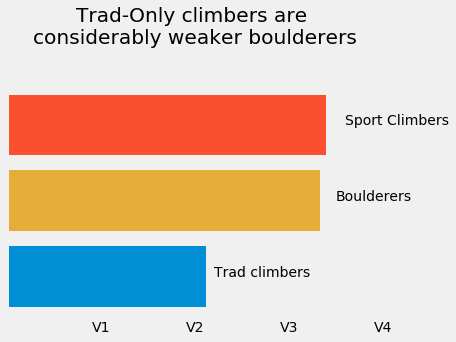 Trad-Only climbers are
considerably weaker boulderers
Sport Climbers
Boulderers
Trad climbers
V1 V2 V3 V4